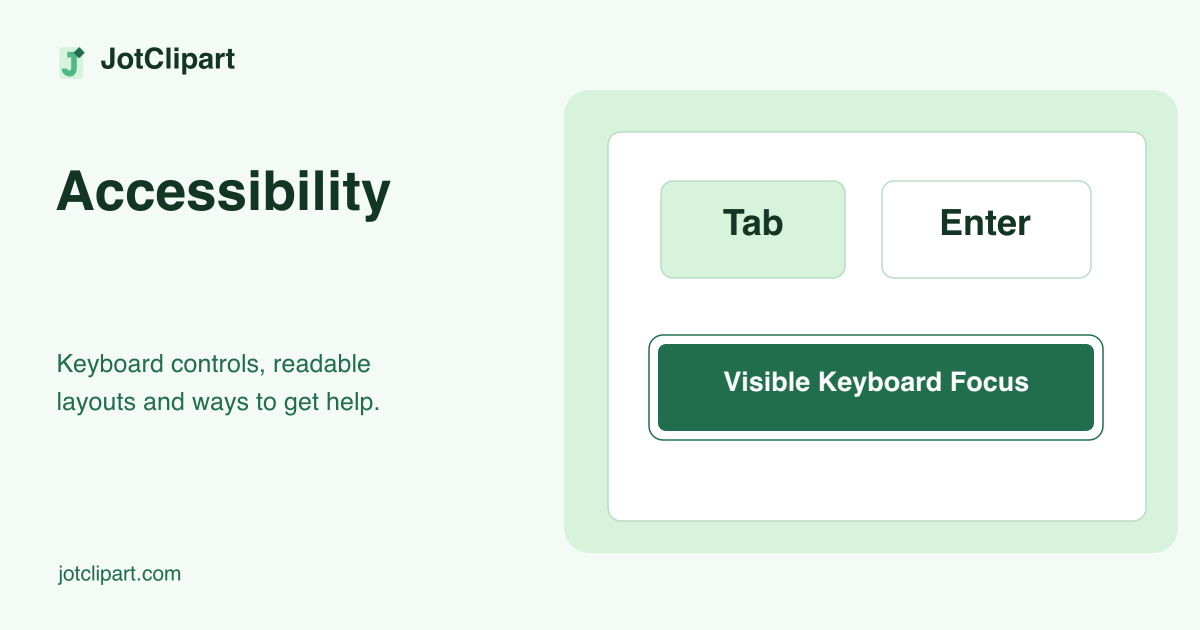 JotClipart
Accessibility
Keyboard controls, readable
layouts and ways to get help.
jotclipart.com
Tab
Enter
Visible Keyboard Focus